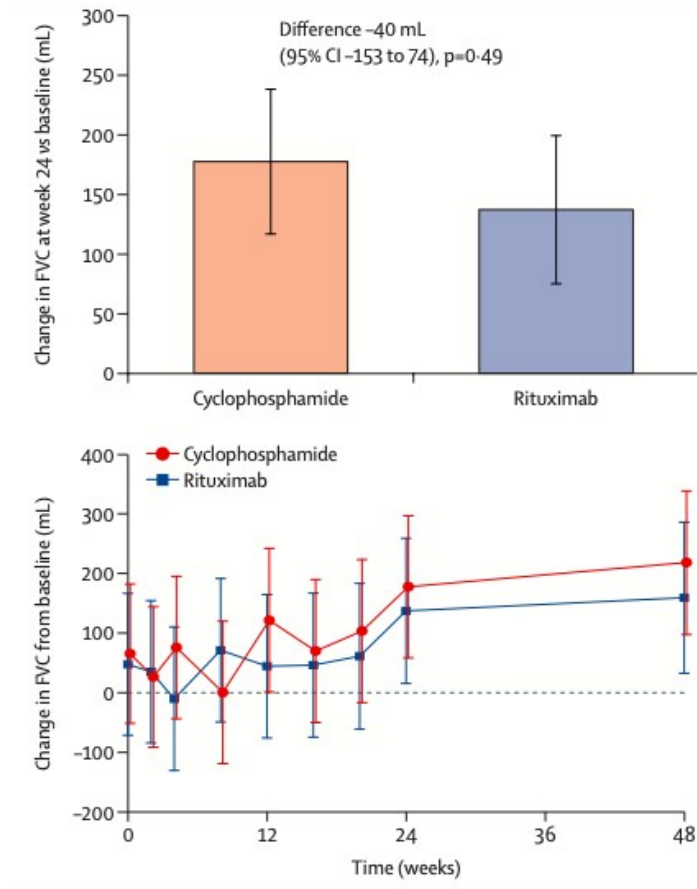 Change in FVC at week 24 vs baseline (mL)
300
250
200
150
100
50
0
Difference –40 mL
(95% CI –153 to 74), p=0·49
Cyclophosphamide
Rituximab
Change in FVC from baseline (mL)
400
300
200
100
0
–100
–200
Cyclophosphamide
Rituximab
0
12
24
36
48
Time (weeks)